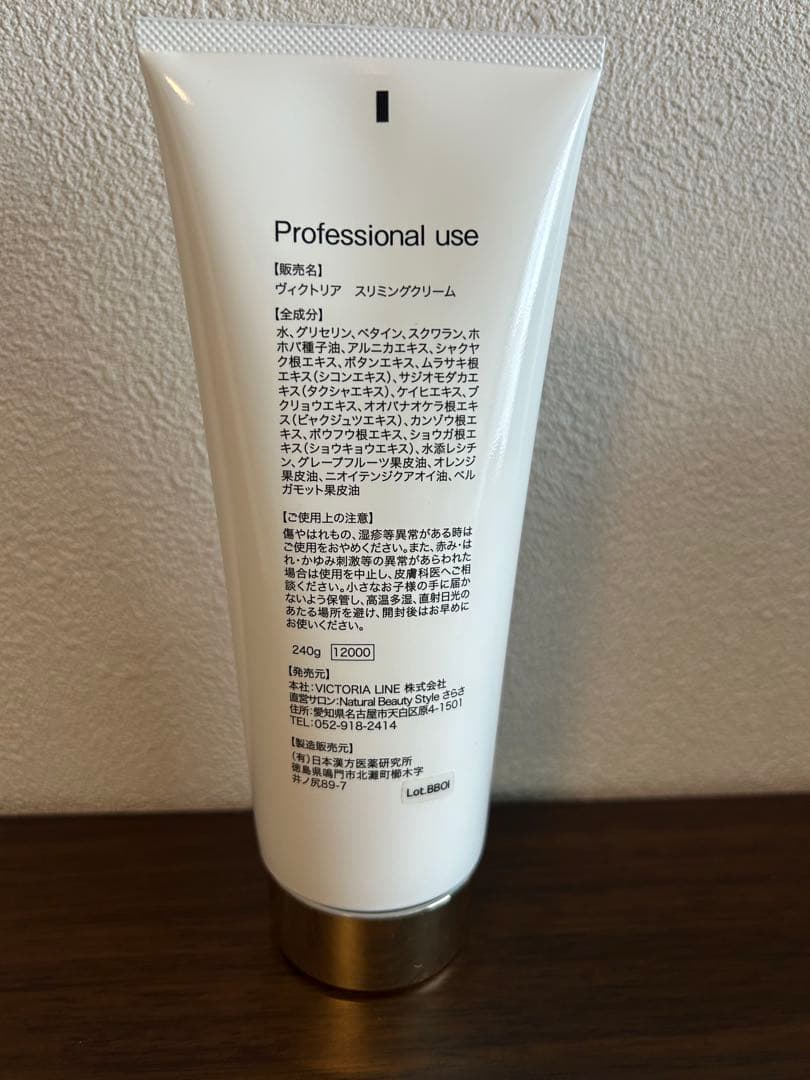 Professional use
【販売名】
ヴィクトリア スリミングクリーム
【全成分】
水、グリセリン、ベタイン、スクワラン、ホ
ホバ種子油、アルニカエキス、シャクヤ
ク根エキス、ボタンエキス、ムラサキ根
エキス(シコンエキス)、サジオモダカエ
キス(タクシャエキス)、ケイヒエキス、ブ
クリョウエキス、オオバナオケラ根エキ
ス(ビャクジュツエキス)、カンゾウ根エ
キス、ボウフウ根エキス、ショウガ根エ
キス(ショウキョウエキス)、水添レシチ
ン、グレープフルーツ果皮油、オレンジ
果皮油、ニオイテンジクアオイ油、ベル
ガモット果皮油
【ご使用上の注意】
傷やはれもの、湿疹等異常がある時は
ご使用をおやめください。また、赤み・は
れ・かゆみ刺激等の異常があらわれた
場合は使用を中止し、皮膚科医へご相
談ください。小さなお子様の手に届か
ないよう保管し、高温多湿、直射日光の
あたる場所を避け、開封後はお早めに
お使いください。
240g 12000
【発売元】
本社:VICTORIA LINE 株式会社
直営サロン:Natural Beauty Style さらさ
住所:愛知県名古屋市天白区原4-1501
TEL:052-918-2414
【製造販売元】
(有)日本漢方医薬研究所
徳島県鳴門市北灘町櫛木字
井ノ尻89-7
Lot.BB0i